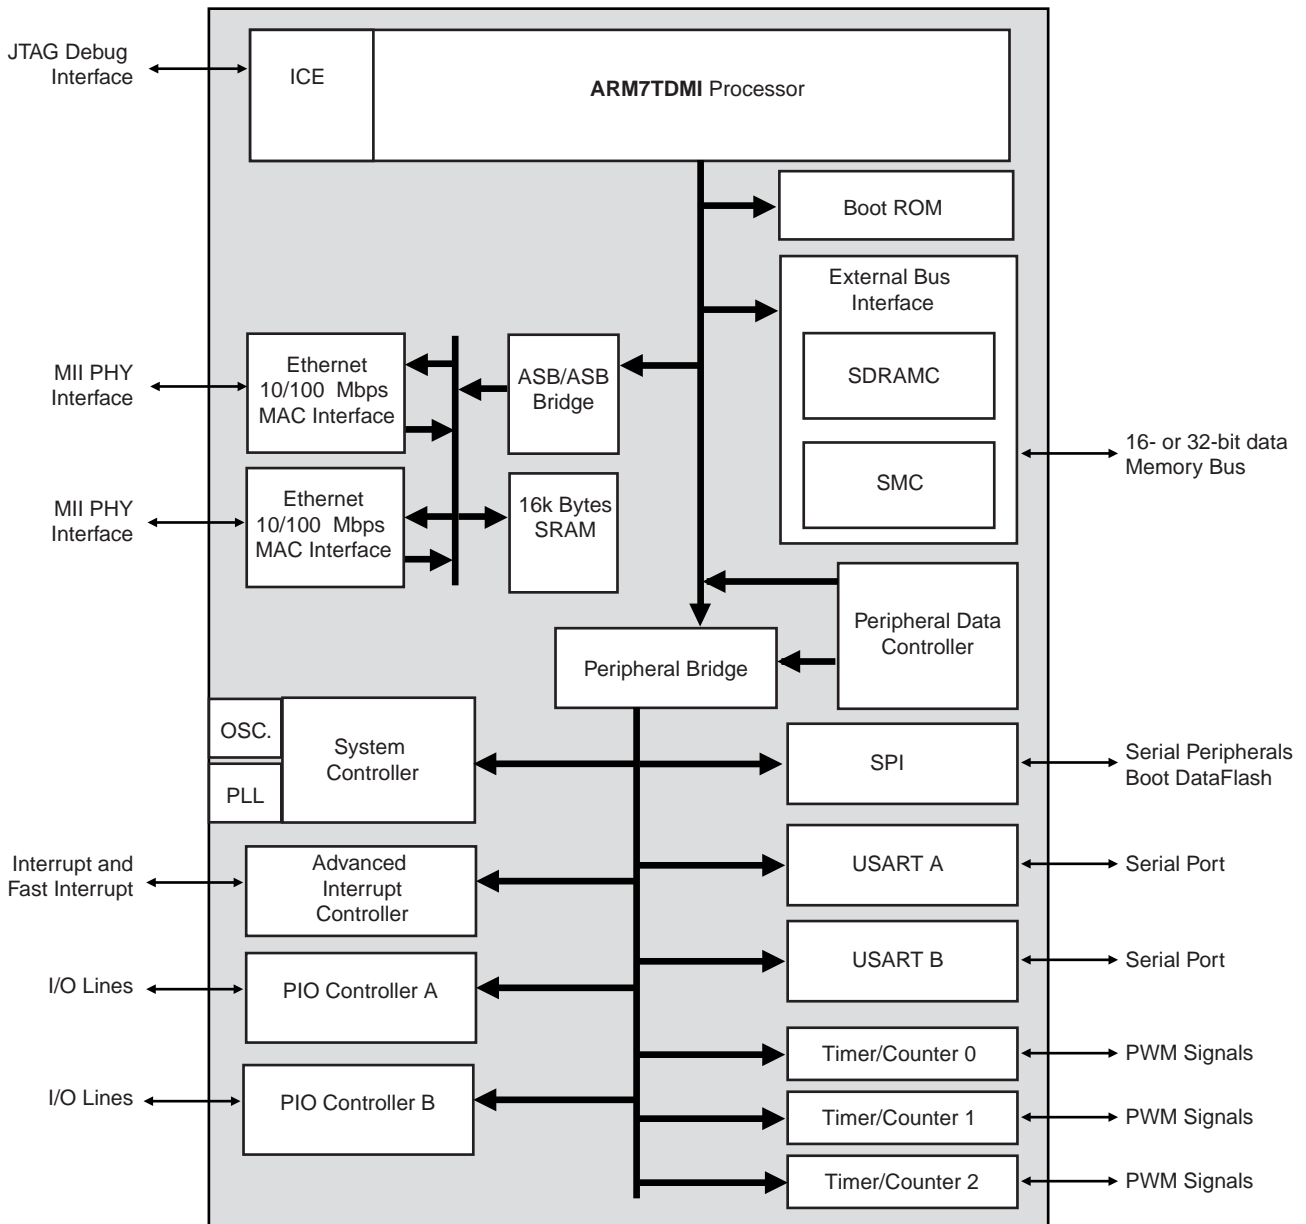 JTAG Debug
Interface
ICE
ARM7TDMI Processor
Boot ROM
External Bus
Interface
SDRAMC
SMC
16- or 32-bit data
Memory Bus
MII PHY
Interface
Ethernet
10/100 Mbps
MAC Interface
ASB/ASB
Bridge
MII PHY
Interface
Ethernet
10/100 Mbps
MAC Interface
16k Bytes
SRAM
Peripheral Data
Controller
Peripheral Bridge
OSC.
PLL
System
Controller
SPI
Serial Peripherals
Boot DataFlash
Interrupt and
Fast Interrupt
Advanced
Interrupt
Controller
USART A
Serial Port
USART B
Serial Port
I/O Lines
PIO Controller A
Timer/Counter 0
PWM Signals
I/O Lines
PIO Controller B
Timer/Counter 1
PWM Signals
Timer/Counter 2
PWM Signals